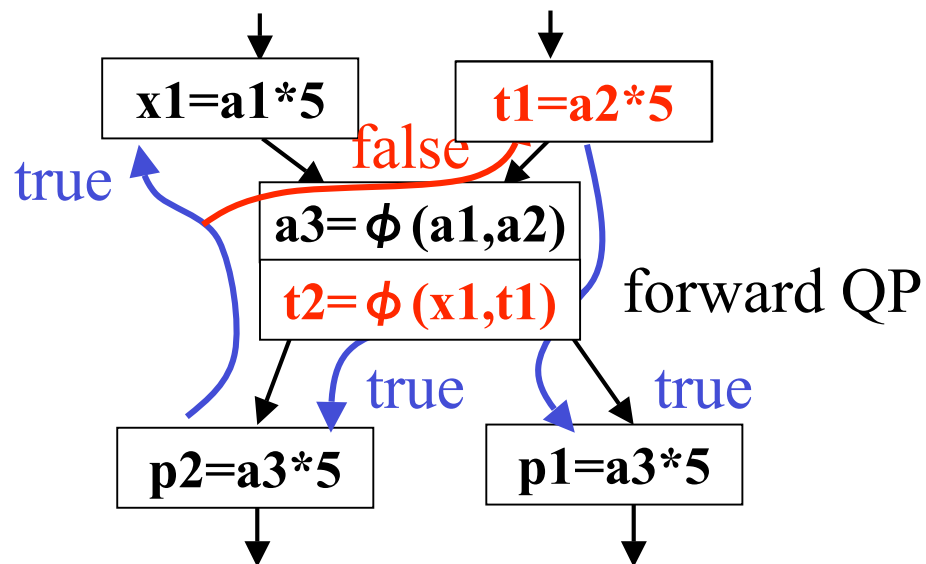 x1=a1*5
t1=a2*5
false
true
a3=ϕ(a1,a2)
t2=ϕ(x1,t1)
forward QP
true
true
p2=a3*5
p1=a3*5